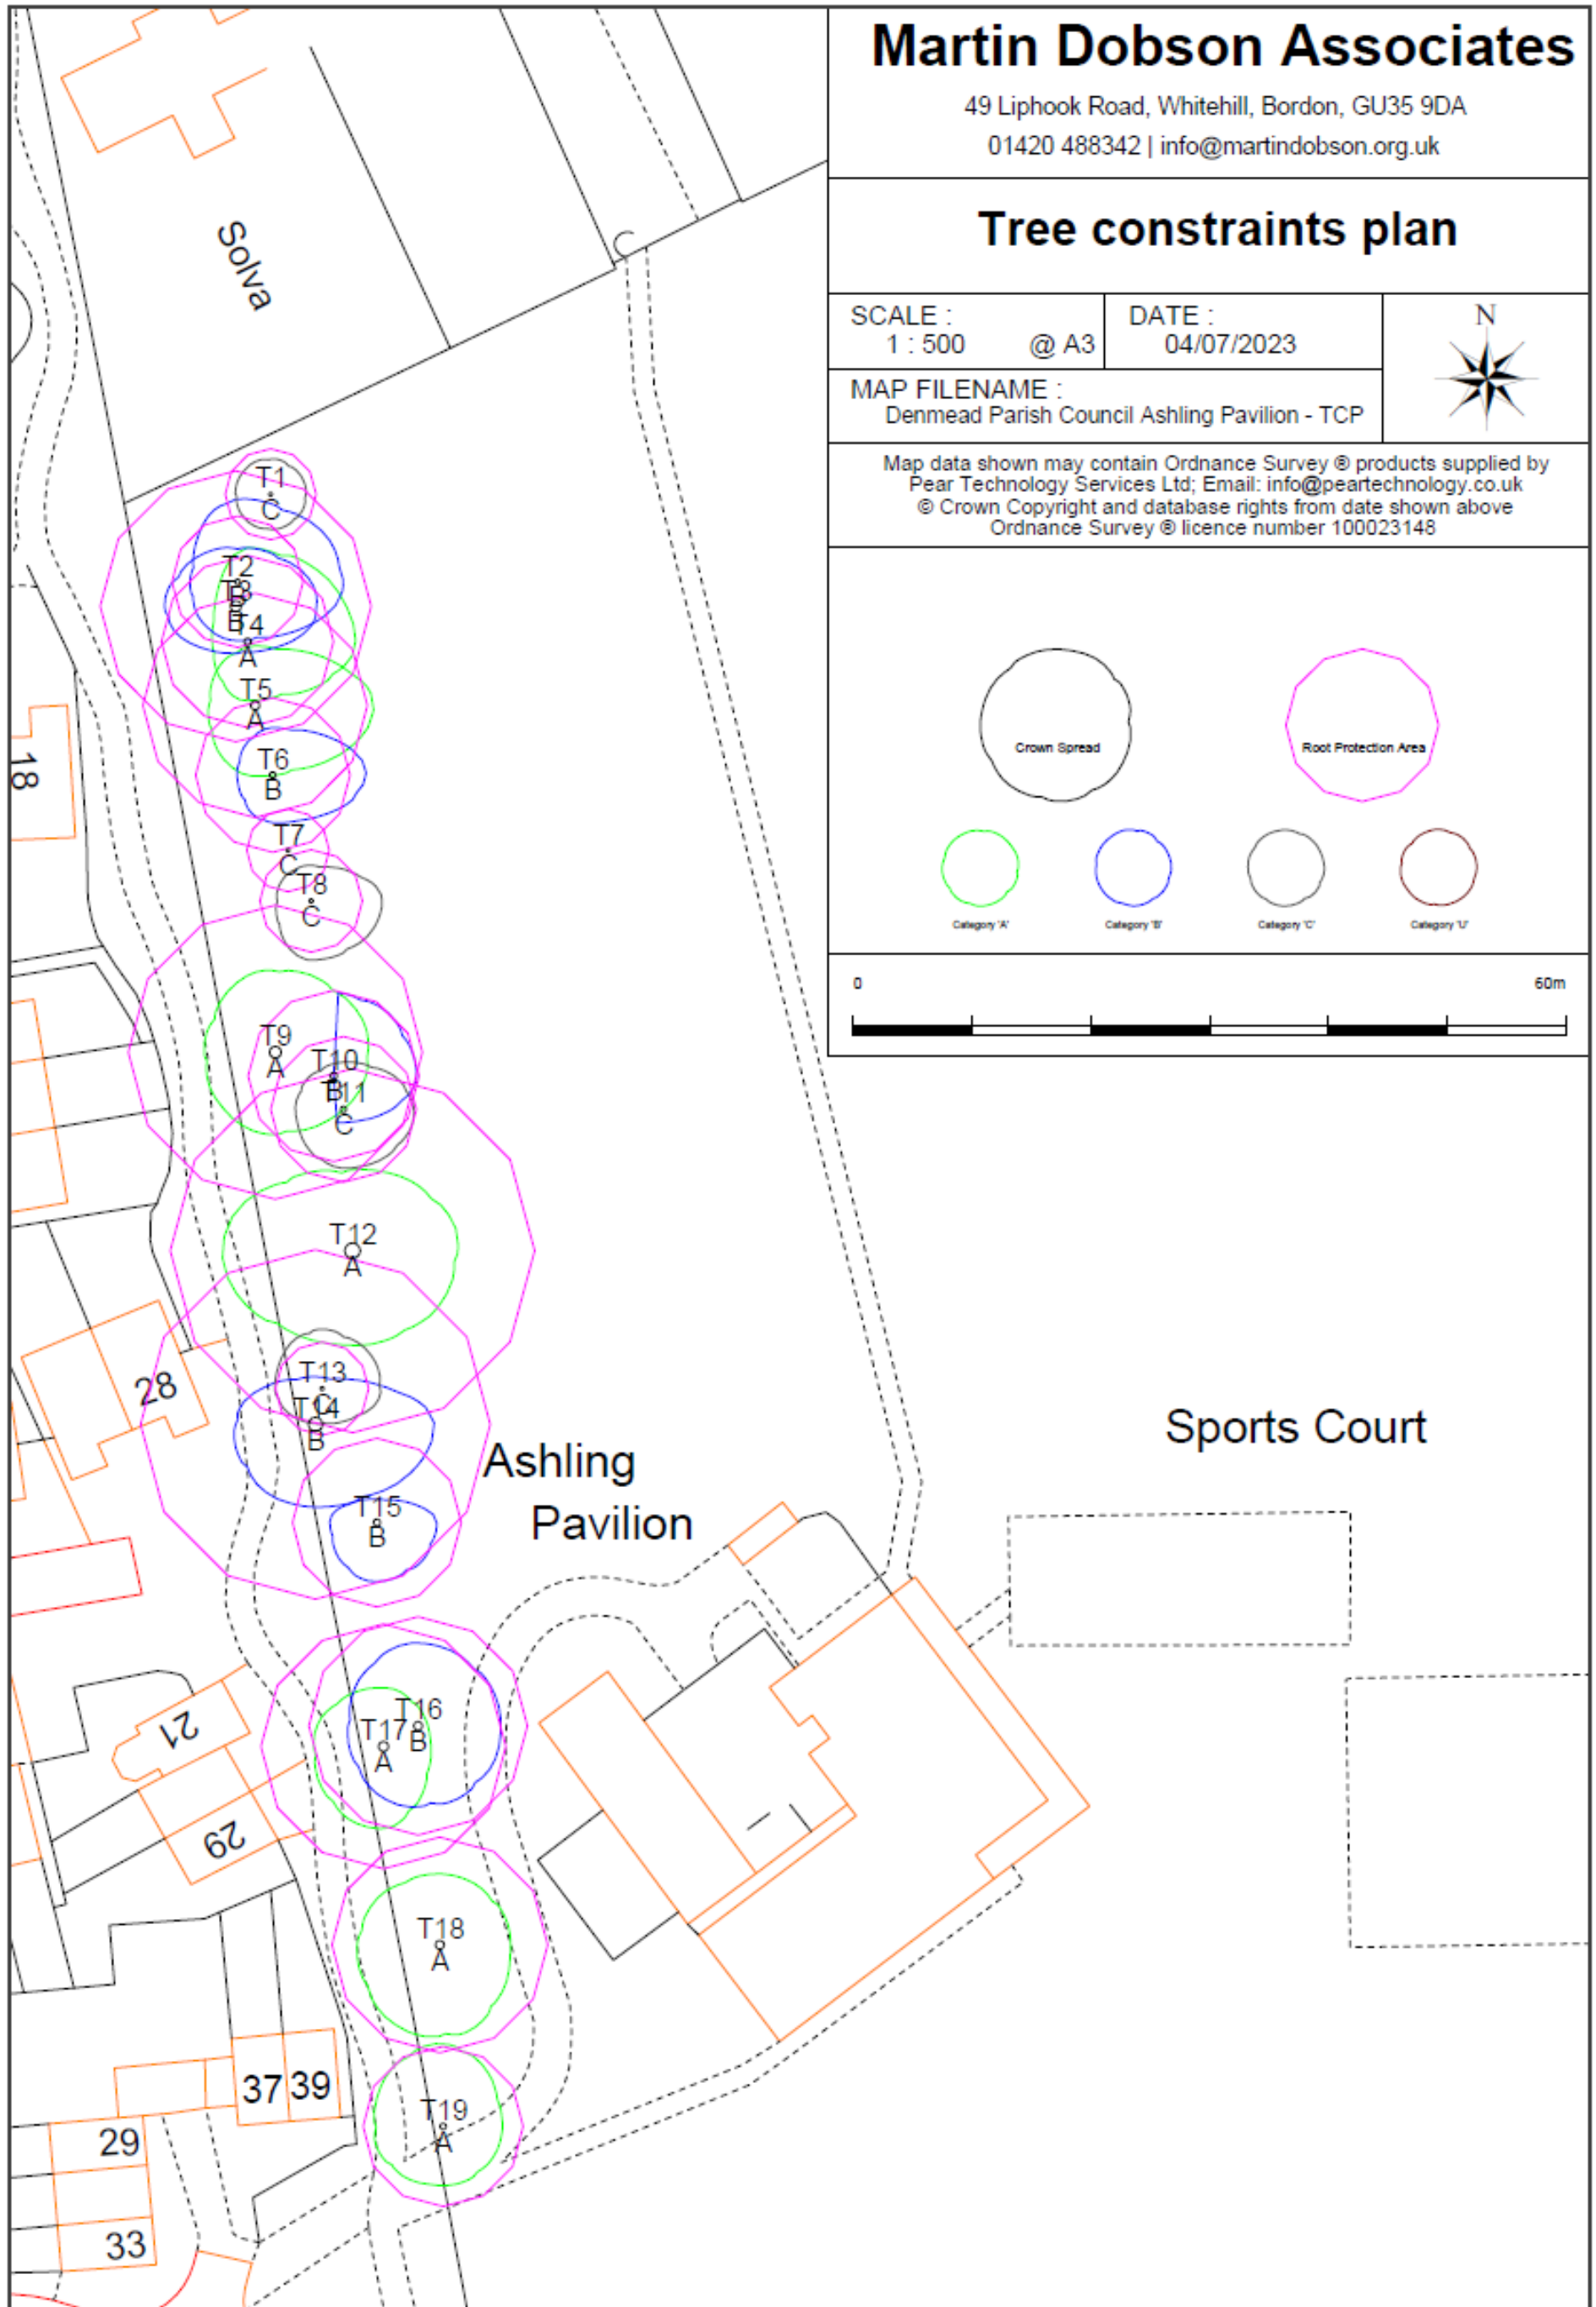 Martin Dobson Associates
49 Liphook Road, Whitehill, Bordon, GU35 9DA
01420 488342 | info@martindobson.org.uk
Tree constraints plan
SCALE :
1 : 500 @ A3
DATE :
04/07/2023
N
MAP FILENAME :
Denmead Parish Council Ashling Pavilion - TCP
Map data shown may contain Ordnance Survey ® products supplied by
Pear Technology Services Ltd; Email: info@peartechnology.co.uk
© Crown Copyright and database rights from date shown above
Ordnance Survey ® licence number 100023148
Crown Spread
Root Protection Area
Category 'A'
Category 'B'
Category 'C'
Category 'U'
0
60m
Solva
T1
C
T2
B
T3
B
T4
A
T5
A
T6
B
T7
C
T8
C
T9
A
T10
B
T11
C
T12
A
T13
C
T14
B
T15
B
T16
B
T17
A
T18
A
T19
A
18
28
Ashling
Pavilion
Sports Court
21
29
37
39
29
33